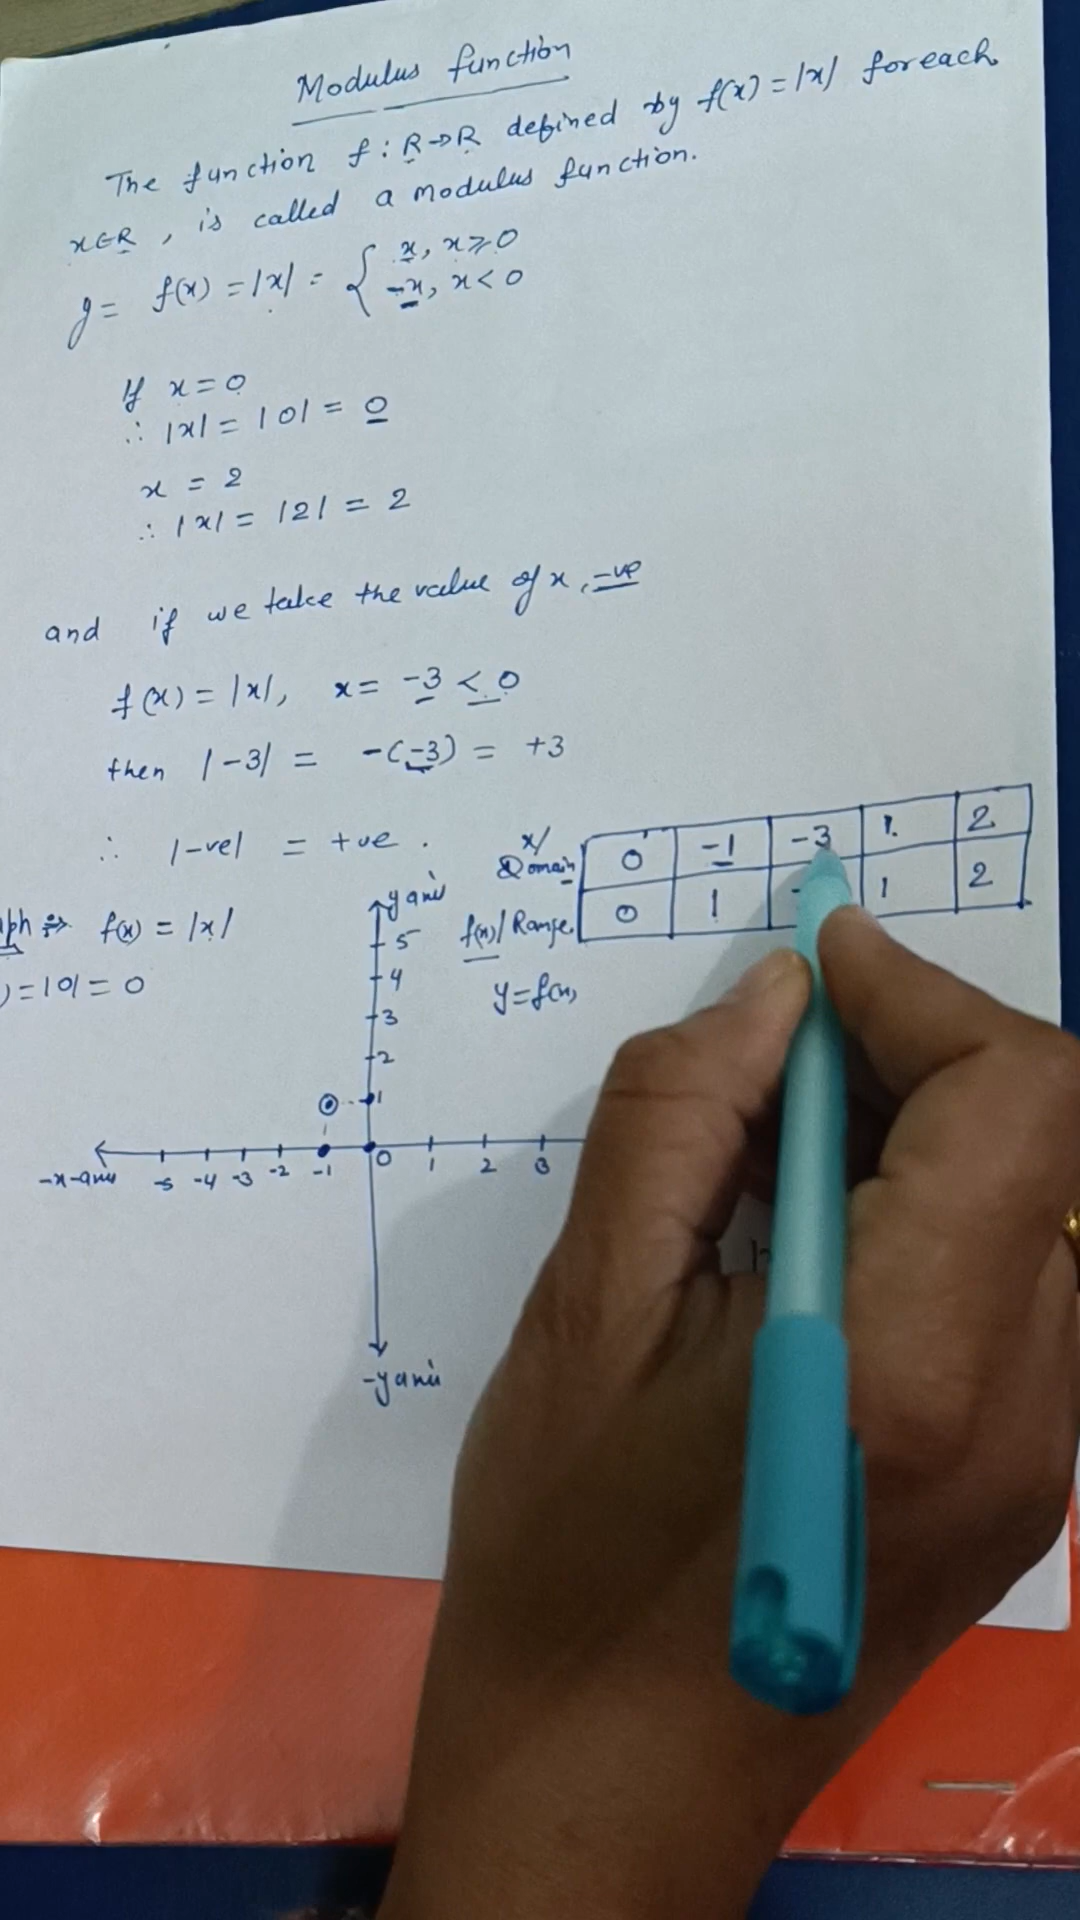 Modulus function
The function f : R→R defined by f(x) = |x| for each
x∈R , is called a modulus function.
y = f(x) = |x| = { x, x ≥ 0
-x, x < 0
If x = 0
∴ |x| = |0| = 0
x = 2
∴ |x| = |2| = 2
and if we take the value of x, -ve
f(x) = |x|, x = -3 < 0
then |-3| = -(-3) = +3
∴ |-ve| = +ve .
x/ Domain 0 -1 -3 1. 2
f(x)/Range 0 1 1 2
⇒ f(x) = |x|
) = |0| = 0
y = f(x)
y axis
5
4
3
2
1
-x-axis -5 -4 -3 -2 -1 0 1 2 3
-y axis